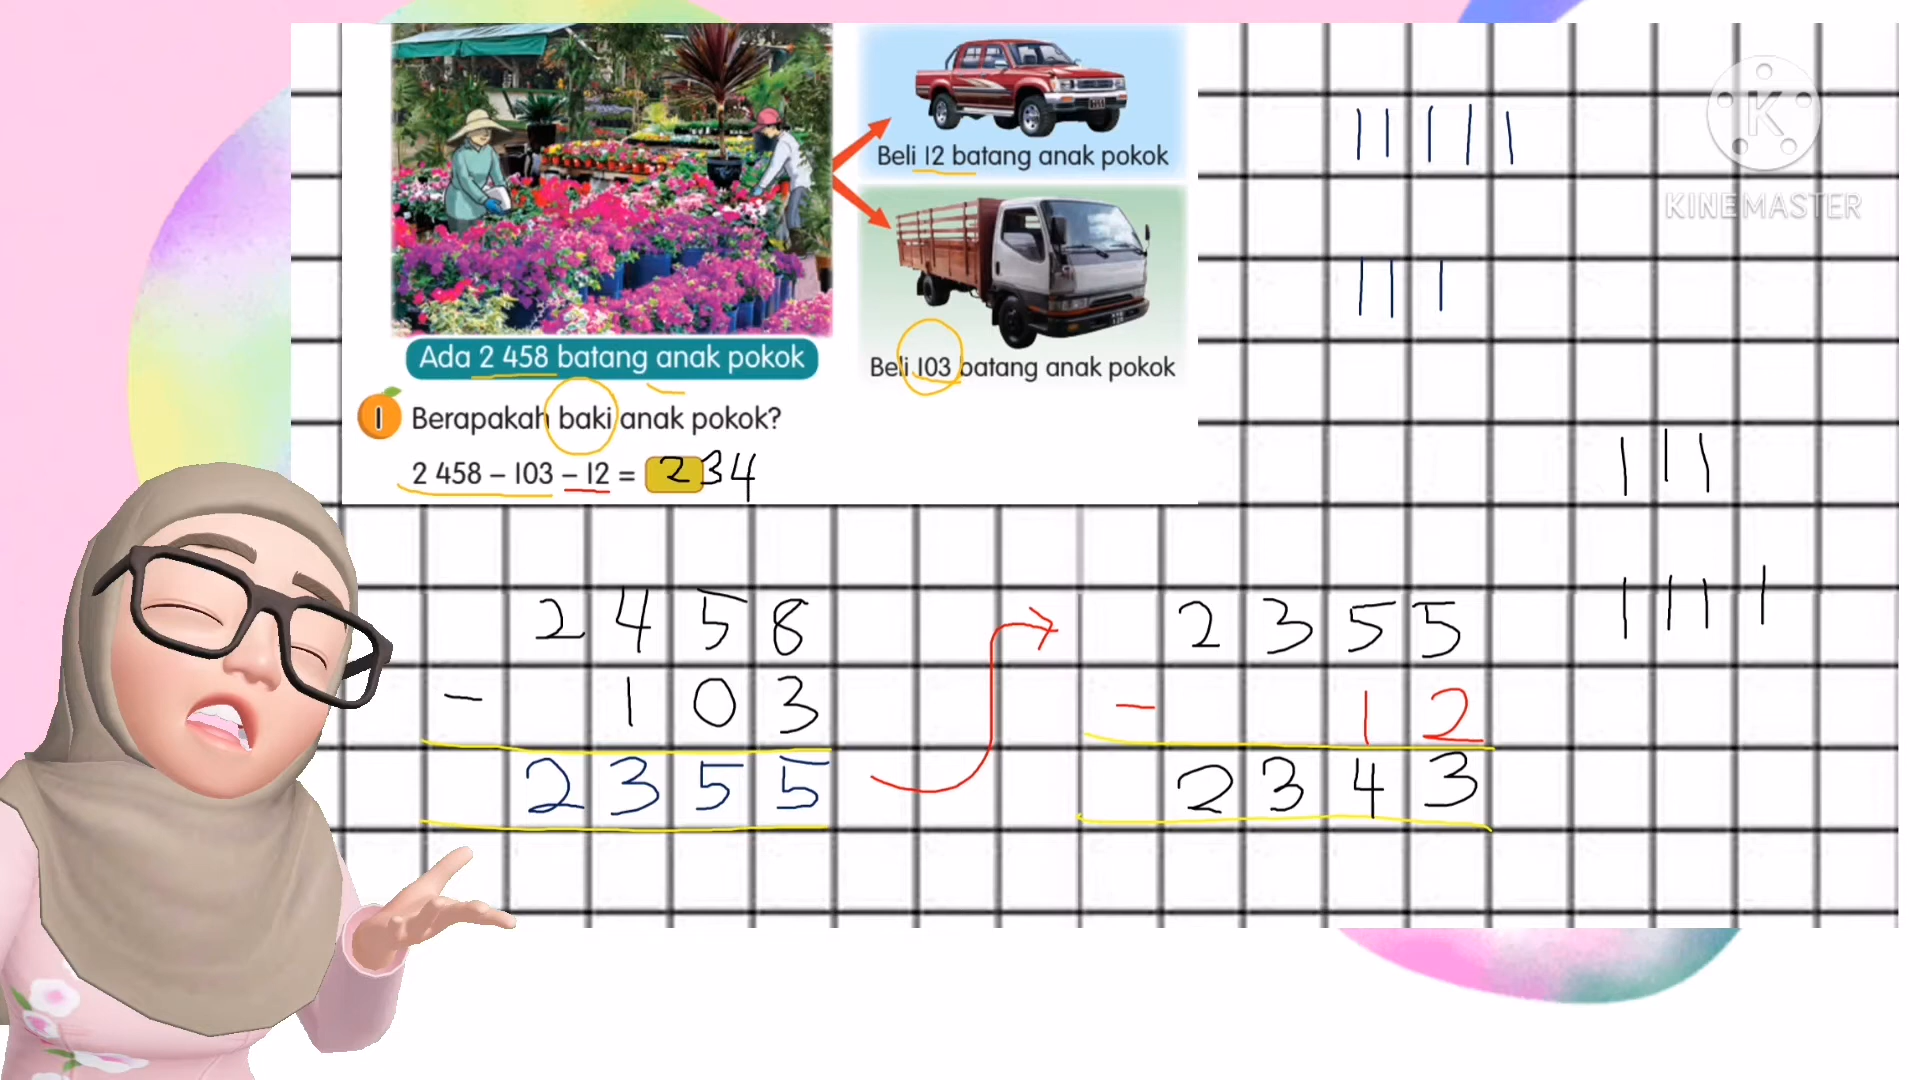 Beli 12 batang anak pokok
K
KINEMASTER
Ada 2 458 batang anak pokok
Beli 103 batang anak pokok
1 Berapakah baki anak pokok?
2 458 – 103 – 12 = 234
2 4 5 8
– 1 0 3
2 3 5 5
2 3 5 5
– 1 2
2 3 4 3